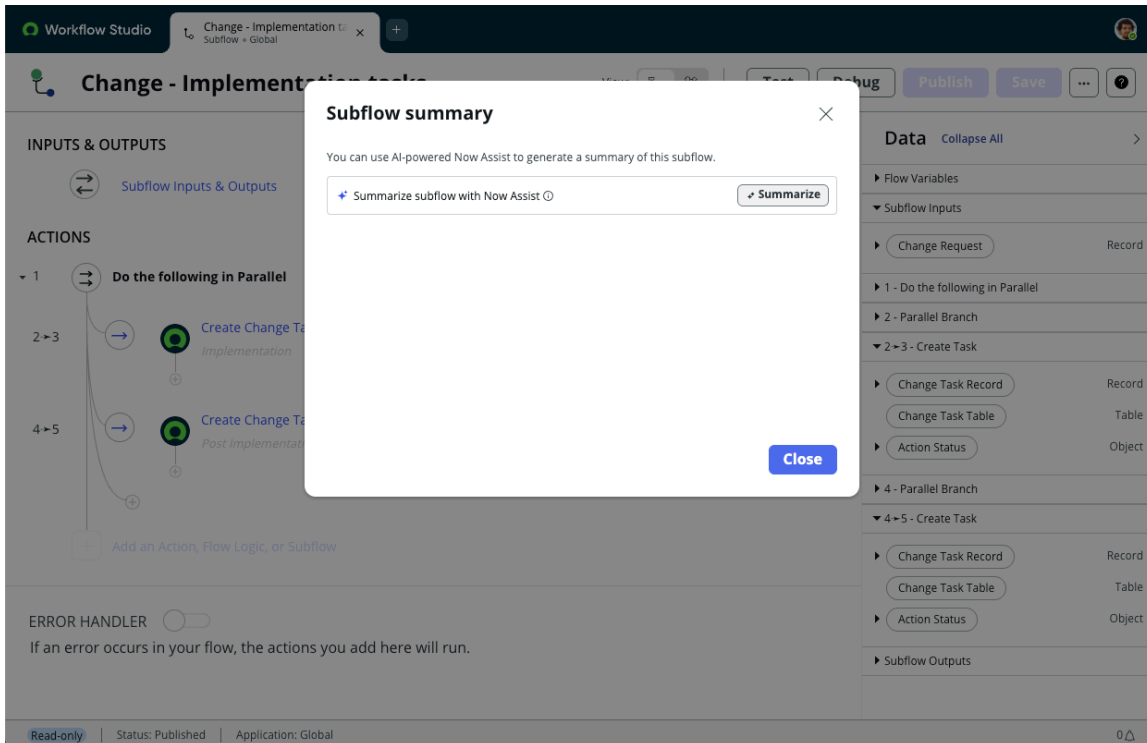 Workflow Studio
Change - Implementation ta
Subflow • Global
Change - Implementation tasks
Test
Debug
Publish
Save
INPUTS & OUTPUTS
Subflow Inputs & Outputs
ACTIONS
1
Do the following in Parallel
2➛3
Create Change Ta
Implementation
4➛5
Create Change Ta
Post Implementati
Add an Action, Flow Logic, or Subflow
ERROR HANDLER
If an error occurs in your flow, the actions you add here will run.
Read-only
Status: Published
Application: Global
0
Subflow summary
You can use AI-powered Now Assist to generate a summary of this subflow.
Summarize subflow with Now Assist
Summarize
Close
Data
Collapse All
Flow Variables
Subflow Inputs
Change Request Record
1 - Do the following in Parallel
2 - Parallel Branch
2➛3 - Create Task
Change Task Record Record
Change Task Table Table
Action Status Object
4 - Parallel Branch
4➛5 - Create Task
Change Task Record Record
Change Task Table Table
Action Status Object
Subflow Outputs